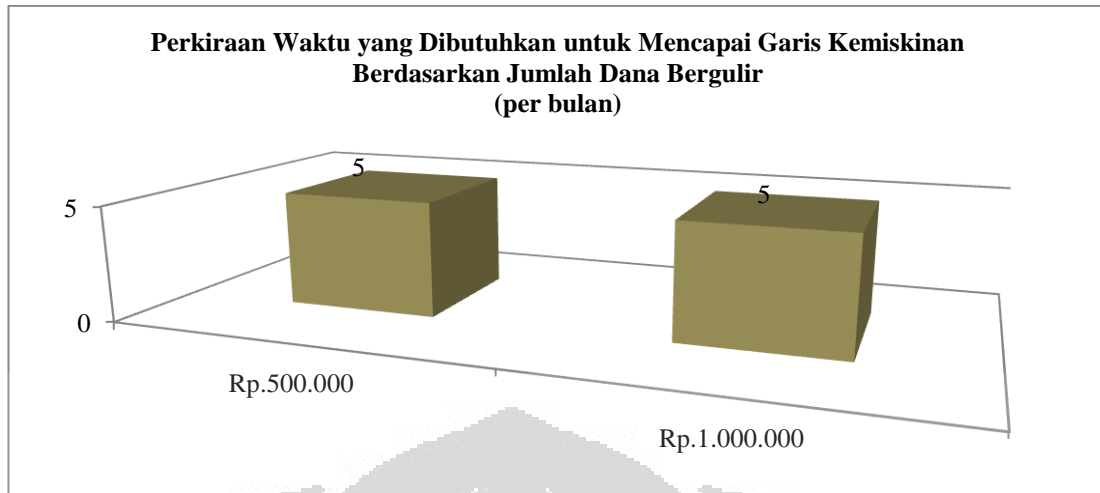 Perkiraan Waktu yang Dibutuhkan untuk Mencapai Garis Kemiskinan
Berdasarkan Jumlah Dana Bergulir
(per bulan)
5
5
5
0
Rp.500.000
Rp.1.000.000